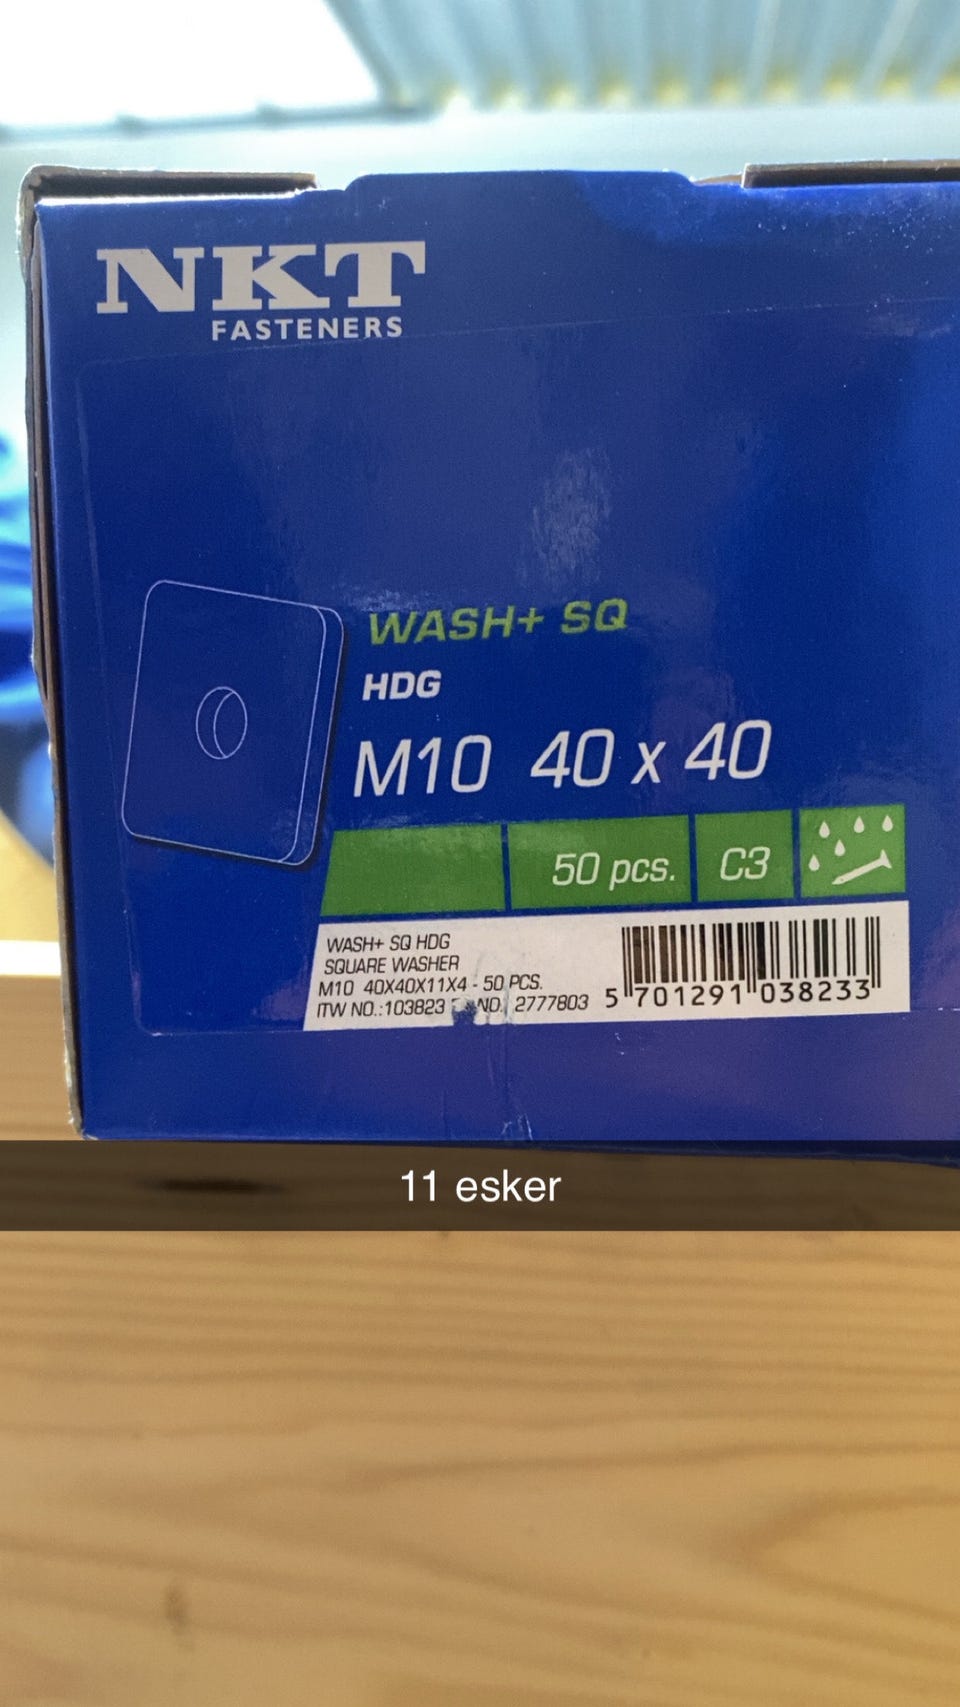 NKT
FASTENERS
WASH+ SQ
HDG
M10 40 x 40
50 pcs. C3
WASH+ SQ HDG
SQUARE WASHER
M10 40X40X11X4 - 50 PCS.
ITW NO.:103823 NO. 2777803
5 701291 038233
11 esker